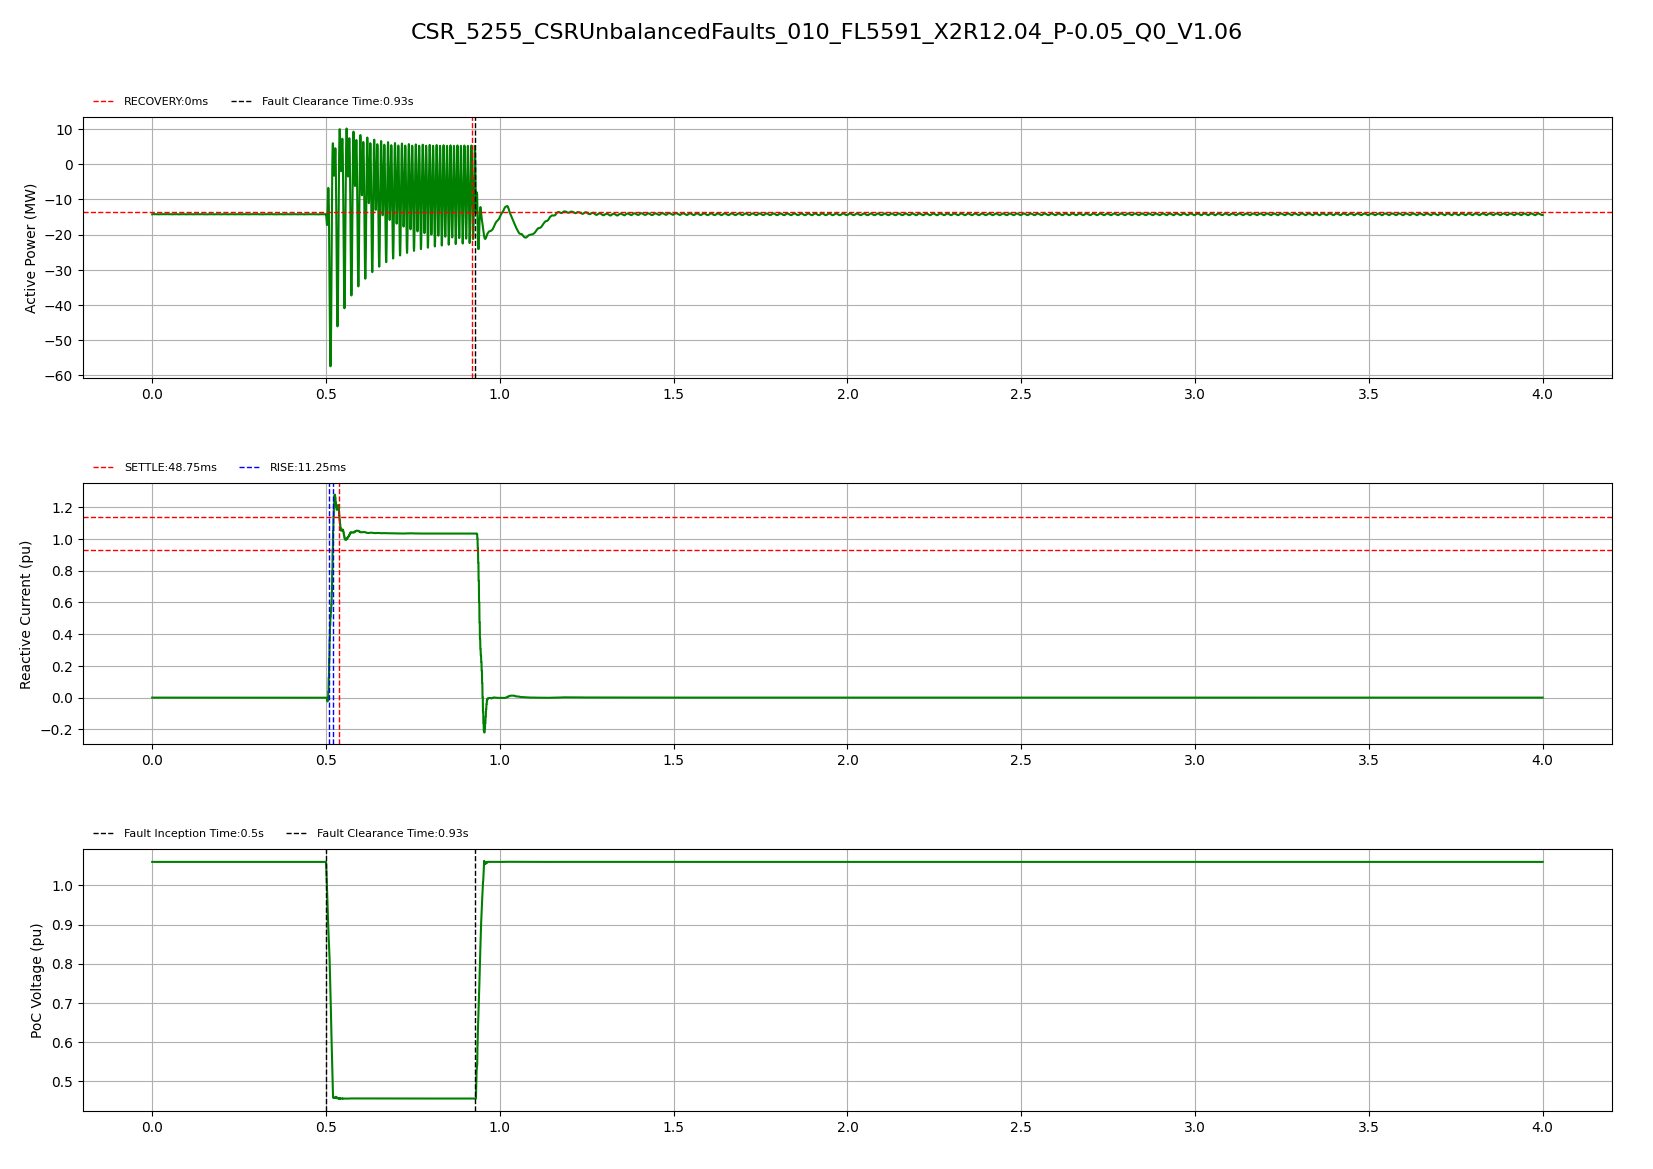 CSR_5255_CSRUnbalancedFaults_010_FL5591_X2R12.04_P-0.05_Q0_V1.06
RECOVERY:0ms Fault Clearance Time:0.93s
Active Power (MW)
10
0
−10
−20
−30
−40
−50
−60
0.0 0.5 1.0 1.5 2.0 2.5 3.0 3.5 4.0
SETTLE:48.75ms RISE:11.25ms
Reactive Current (pu)
1.2
1.0
0.8
0.6
0.4
0.2
0.0
−0.2
0.0 0.5 1.0 1.5 2.0 2.5 3.0 3.5 4.0
Fault Inception Time:0.5s Fault Clearance Time:0.93s
PoC Voltage (pu)
1.0
0.9
0.8
0.7
0.6
0.5
0.0 0.5 1.0 1.5 2.0 2.5 3.0 3.5 4.0